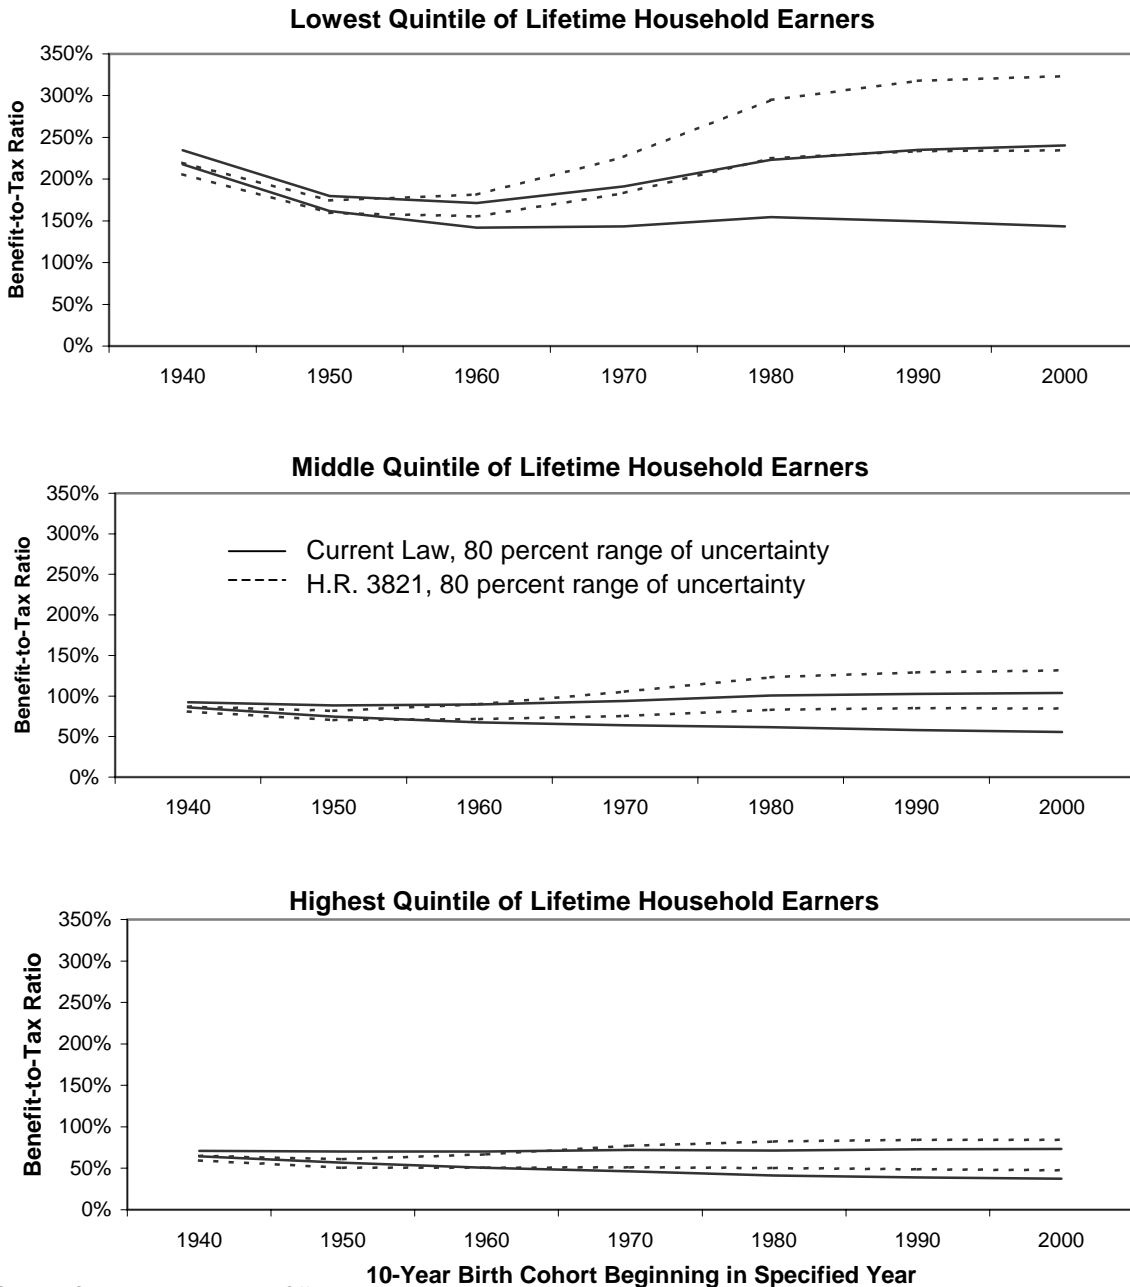 Lowest Quintile of Lifetime Household Earners
Benefit-to-Tax Ratio
350%
300%
250%
200%
150%
100%
50%
0%
1940 1950 1960 1970 1980 1990 2000
Middle Quintile of Lifetime Household Earners
Benefit-to-Tax Ratio
350%
300%
250%
200%
150%
100%
50%
0%
Current Law, 80 percent range of uncertainty
H.R. 3821, 80 percent range of uncertainty
1940 1950 1960 1970 1980 1990 2000
Highest Quintile of Lifetime Household Earners
Benefit-to-Tax Ratio
350%
300%
250%
200%
150%
100%
50%
0%
1940 1950 1960 1970 1980 1990 2000
10-Year Birth Cohort Beginning in Specified Year